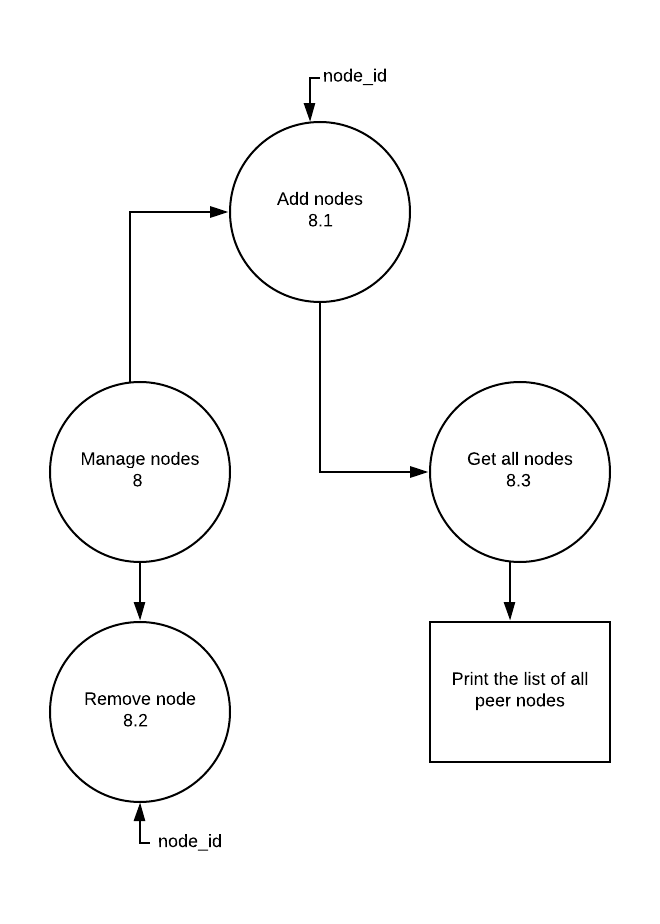 node_id
Add nodes
8.1
Manage nodes
8
Get all nodes
8.3
Remove node
8.2
Print the list of all
peer nodes
node_id